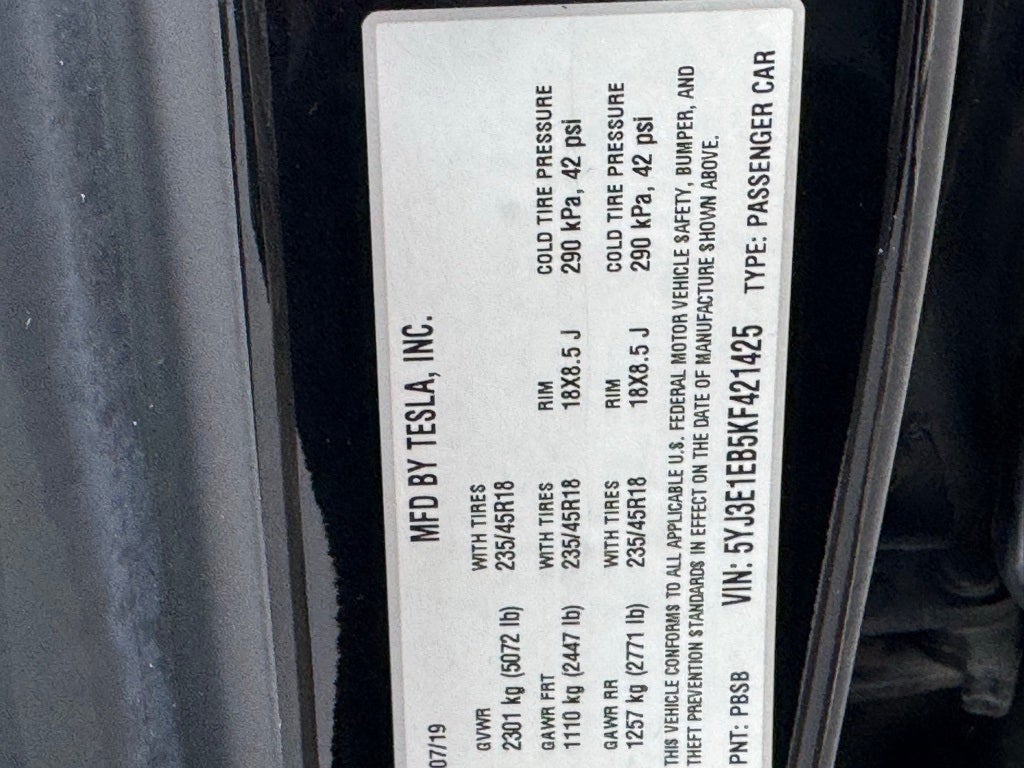 MFD BY TESLA, INC.
07/19
GVWR WITH TIRES
2301 kg (5072 lb) 235/45R18
GAWR FRT WITH TIRES RIM COLD TIRE PRESSURE
1110 kg (2447 lb) 235/45R18 18X8.5 J 290 kPa, 42 psi
GAWR RR WITH TIRES RIM COLD TIRE PRESSURE
1257 kg (2771 lb) 235/45R18 18X8.5 J 290 kPa, 42 psi
THIS VEHICLE CONFORMS TO ALL APPLICABLE U.S. FEDERAL MOTOR VEHICLE SAFETY, BUMPER, AND
THEFT PREVENTION STANDARDS IN EFFECT ON THE DATE OF MANUFACTURE SHOWN ABOVE.
PNT: PBSB VIN: 5YJ3E1EB5KF421425 TYPE: PASSENGER CAR